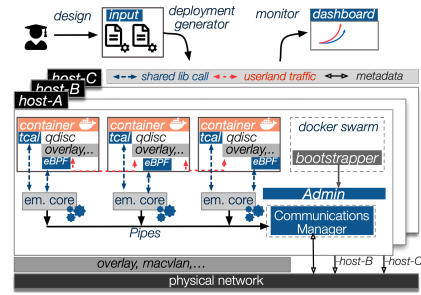 design
input
deployment
generator
monitor
dashboard
host-C
host-B
host-A
shared lib call
userland traffic
metadata
container
container
container
tcal qdisc
tcal qdisc
tcal qdisc
overlay,..
overlay,..
overlay,..
eBPF
eBPF
eBPF
docker swarm
bootstrapper
em. core
em. core
em. core
Admin
Pipes
Communications
Manager
overlay, macvlan,...
host-B
host-C
physical network